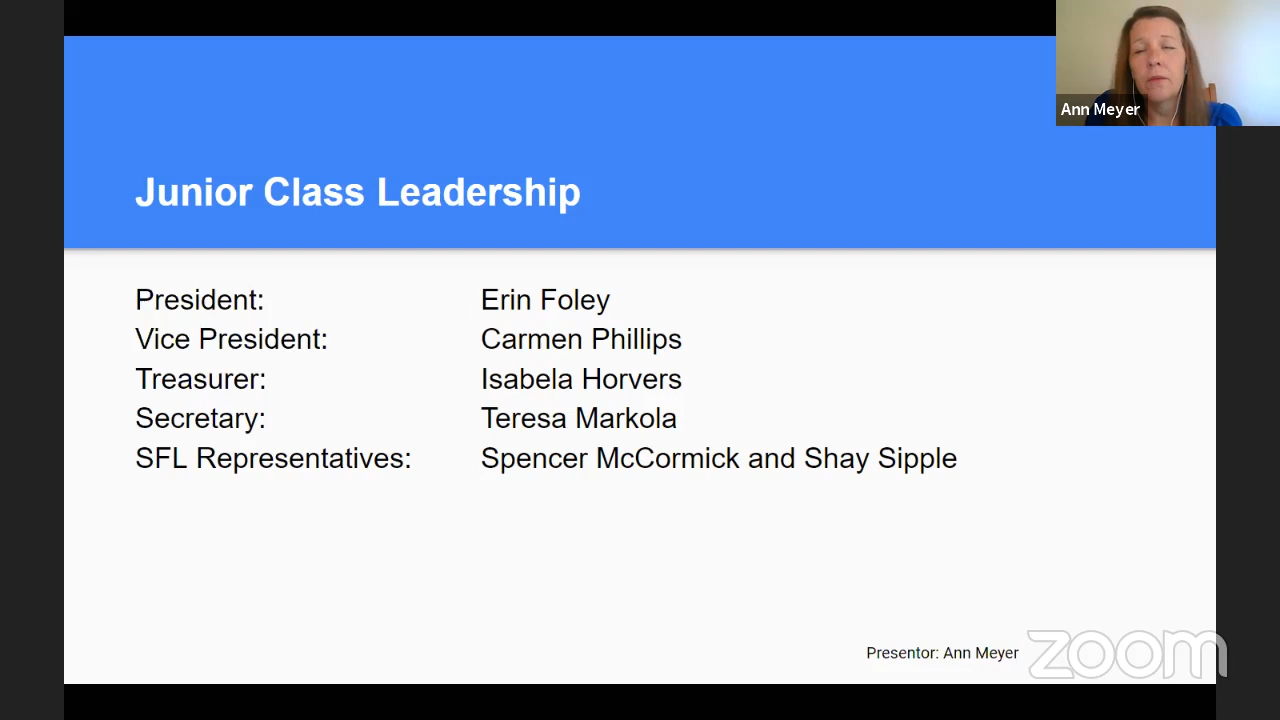 Ann Meyer
Junior Class Leadership
President: Erin Foley
Vice President: Carmen Phillips
Treasurer: Isabela Horvers
Secretary: Teresa Markola
SFL Representatives: Spencer McCormick and Shay Sipple
Presentor: Ann Meyer
zoom